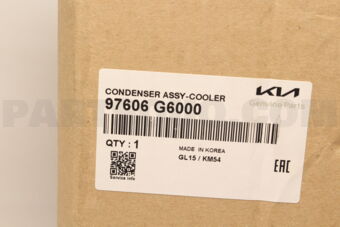 CONDENSER ASSY-COOLER
97606 G6000
KIA
Genuine Parts
QTY : 1
MADE IN KOREA
GL15 / KM54
Service info
EAC